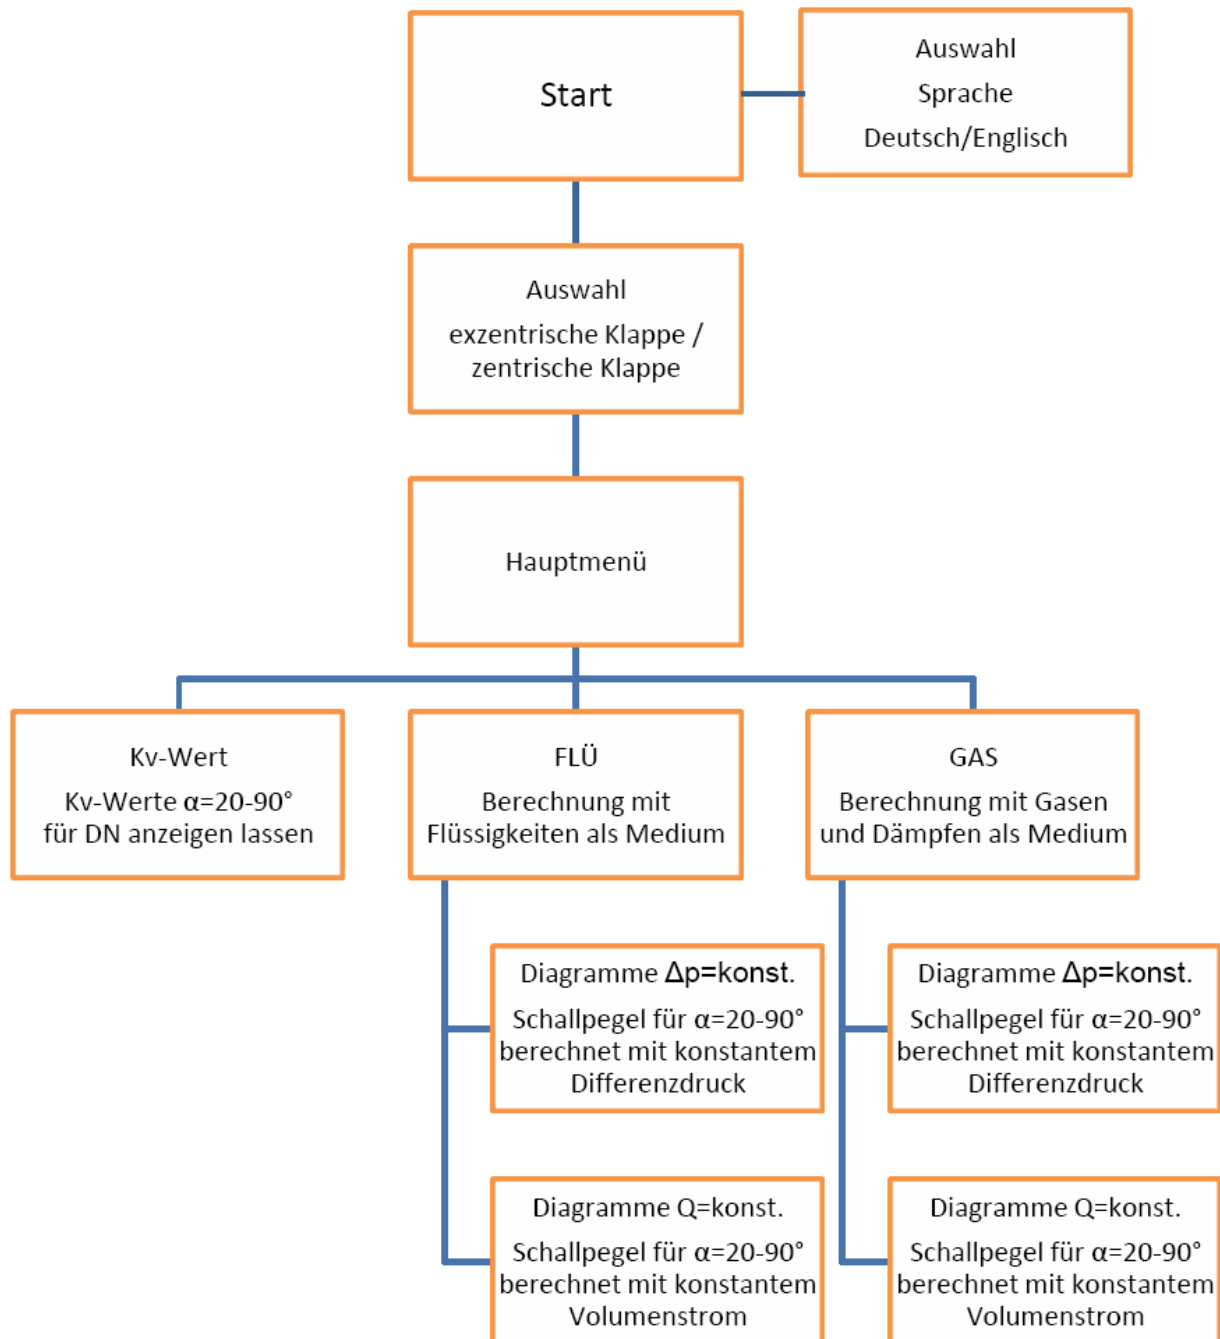 Start
Auswahl
Sprache
Deutsch/Englisch
Auswahl
exzentrische Klappe /
zentrische Klappe
Hauptmenü
Kv-Wert
Kv-Werte α=20-90°
für DN anzeigen lassen
FLÜ
Berechnung mit
Flüssigkeiten als Medium
GAS
Berechnung mit Gasen
und Dämpfen als Medium
Diagramme Δp=konst.
Schallpegel für α=20-90°
berechnet mit konstantem
Differenzdruck
Diagramme Δp=konst.
Schallpegel für α=20-90°
berechnet mit konstantem
Differenzdruck
Diagramme Q=konst.
Schallpegel für α=20-90°
berechnet mit konstantem
Volumenstrom
Diagramme Q=konst.
Schallpegel für α=20-90°
berechnet mit konstantem
Volumenstrom